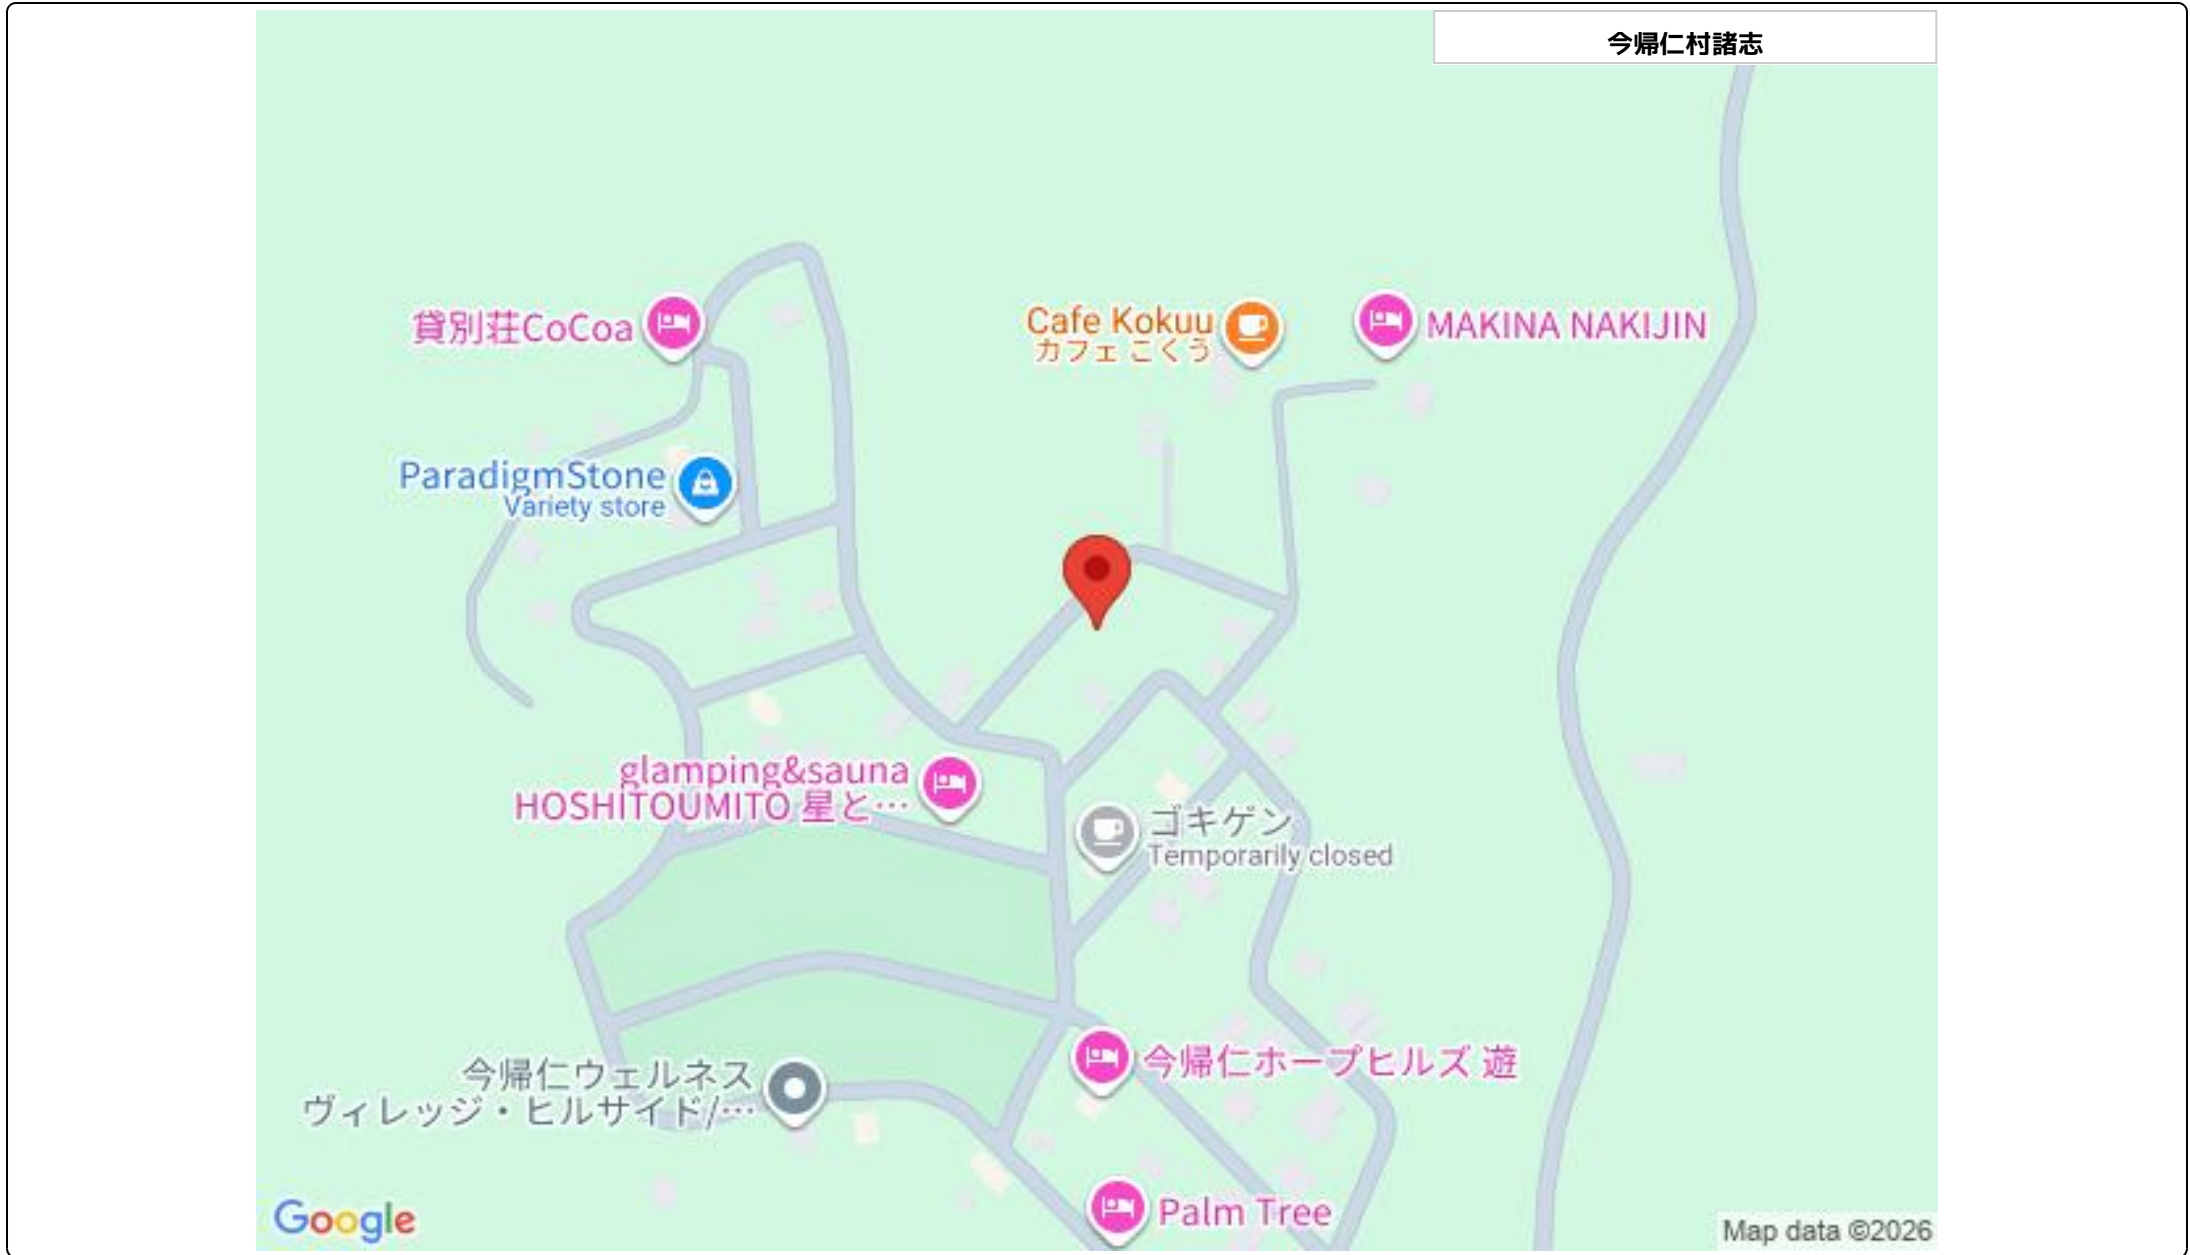 今帰仁村諸志
貸別荘CoCoa
Cafe Kokuu
カフェ こくう
MAKINA NAKIJIN
ParadigmStone
Variety store
glamping&sauna
HOSHITOUMITO 星と…
ゴキゲン
Temporarily closed
今帰仁ホープヒルズ 遊
今帰仁ウェルネス
ヴィレッジ・ヒルサイド/…
Palm Tree
Google
Map data ©2026